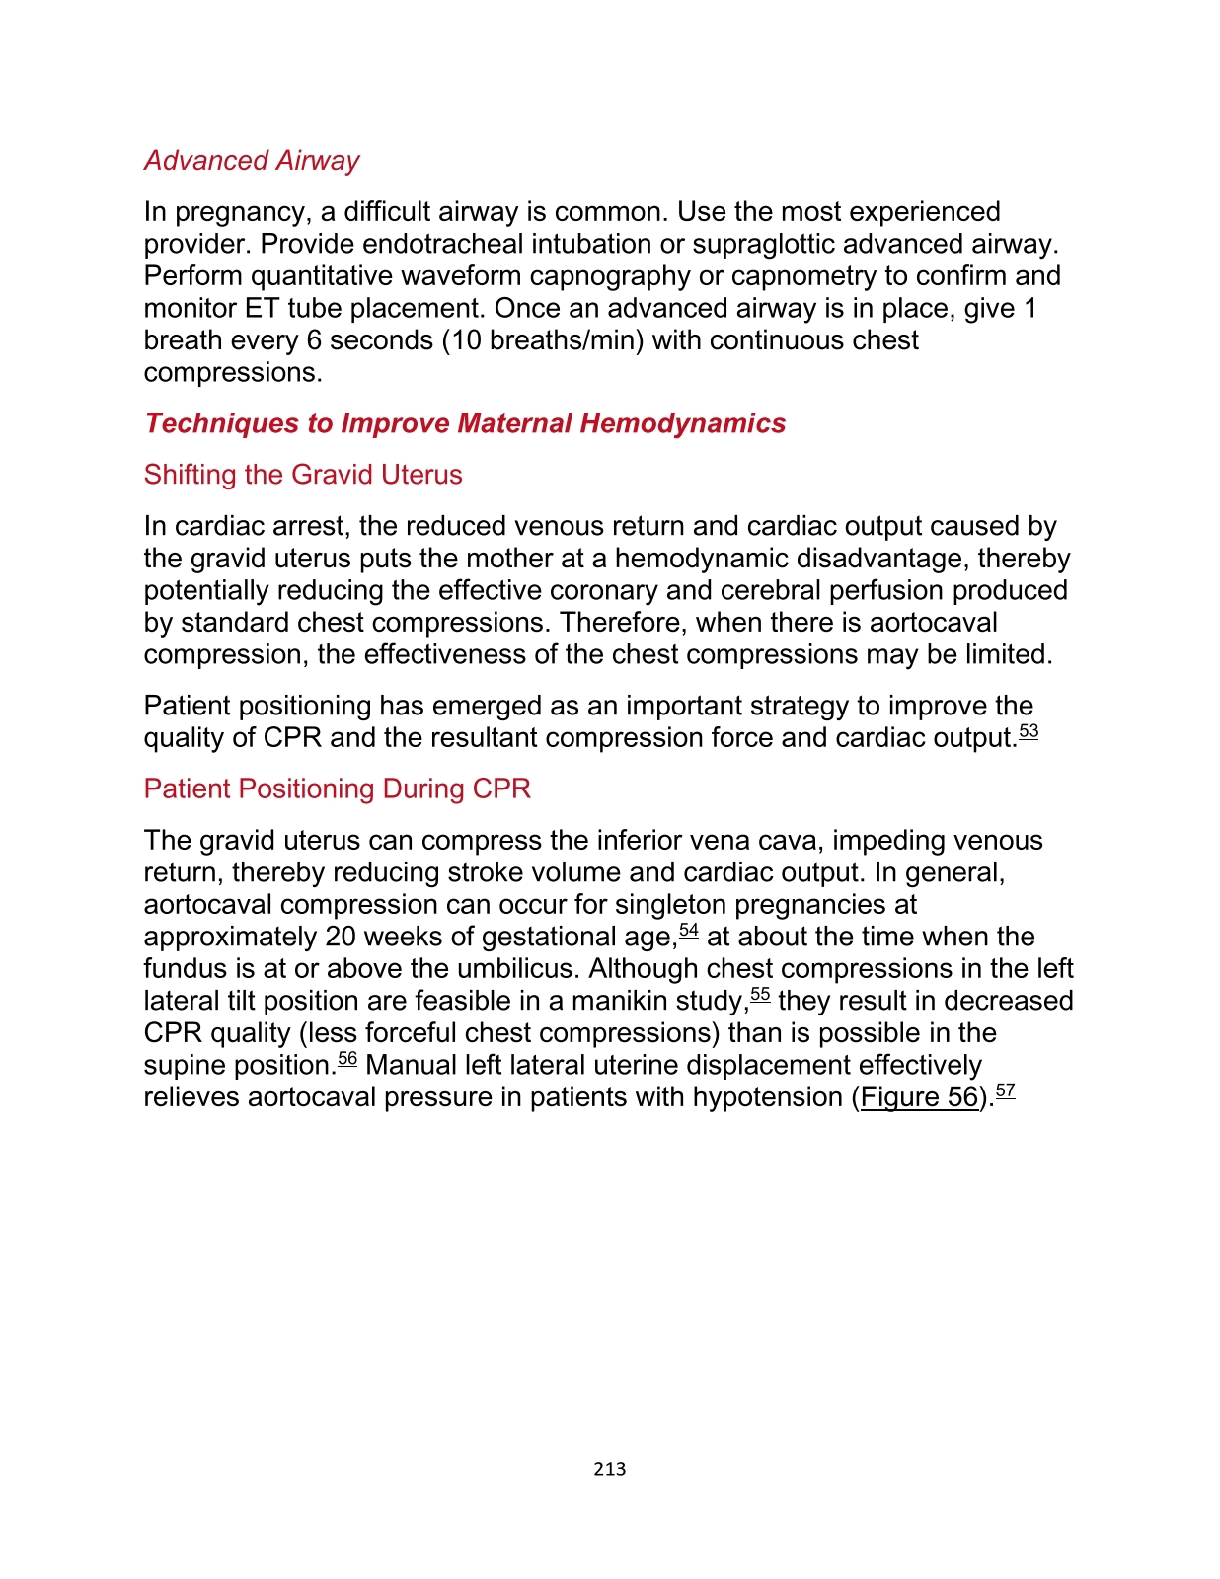 Advanced Airway
In pregnancy, a difficult airway is common. Use the most experienced
provider. Provide endotracheal intubation or supraglottic advanced airway.
Perform quantitative waveform capnography or capnometry to confirm and
monitor ET tube placement. Once an advanced airway is in place, give 1
breath every 6 seconds (10 breaths/min) with continuous chest
compressions.
Techniques to Improve Maternal Hemodynamics
Shifting the Gravid Uterus
In cardiac arrest, the reduced venous return and cardiac output caused by
the gravid uterus puts the mother at a hemodynamic disadvantage, thereby
potentially reducing the effective coronary and cerebral perfusion produced
by standard chest compressions. Therefore, when there is aortocaval
compression, the effectiveness of the chest compressions may be limited.
Patient positioning has emerged as an important strategy to improve the
quality of CPR and the resultant compression force and cardiac output.53
Patient Positioning During CPR
The gravid uterus can compress the inferior vena cava, impeding venous
return, thereby reducing stroke volume and cardiac output. In general,
aortocaval compression can occur for singleton pregnancies at
approximately 20 weeks of gestational age,54 at about the time when the
fundus is at or above the umbilicus. Although chest compressions in the left
lateral tilt position are feasible in a manikin study,55 they result in decreased
CPR quality (less forceful chest compressions) than is possible in the
supine position.56 Manual left lateral uterine displacement effectively
relieves aortocaval pressure in patients with hypotension (Figure 56).57
213